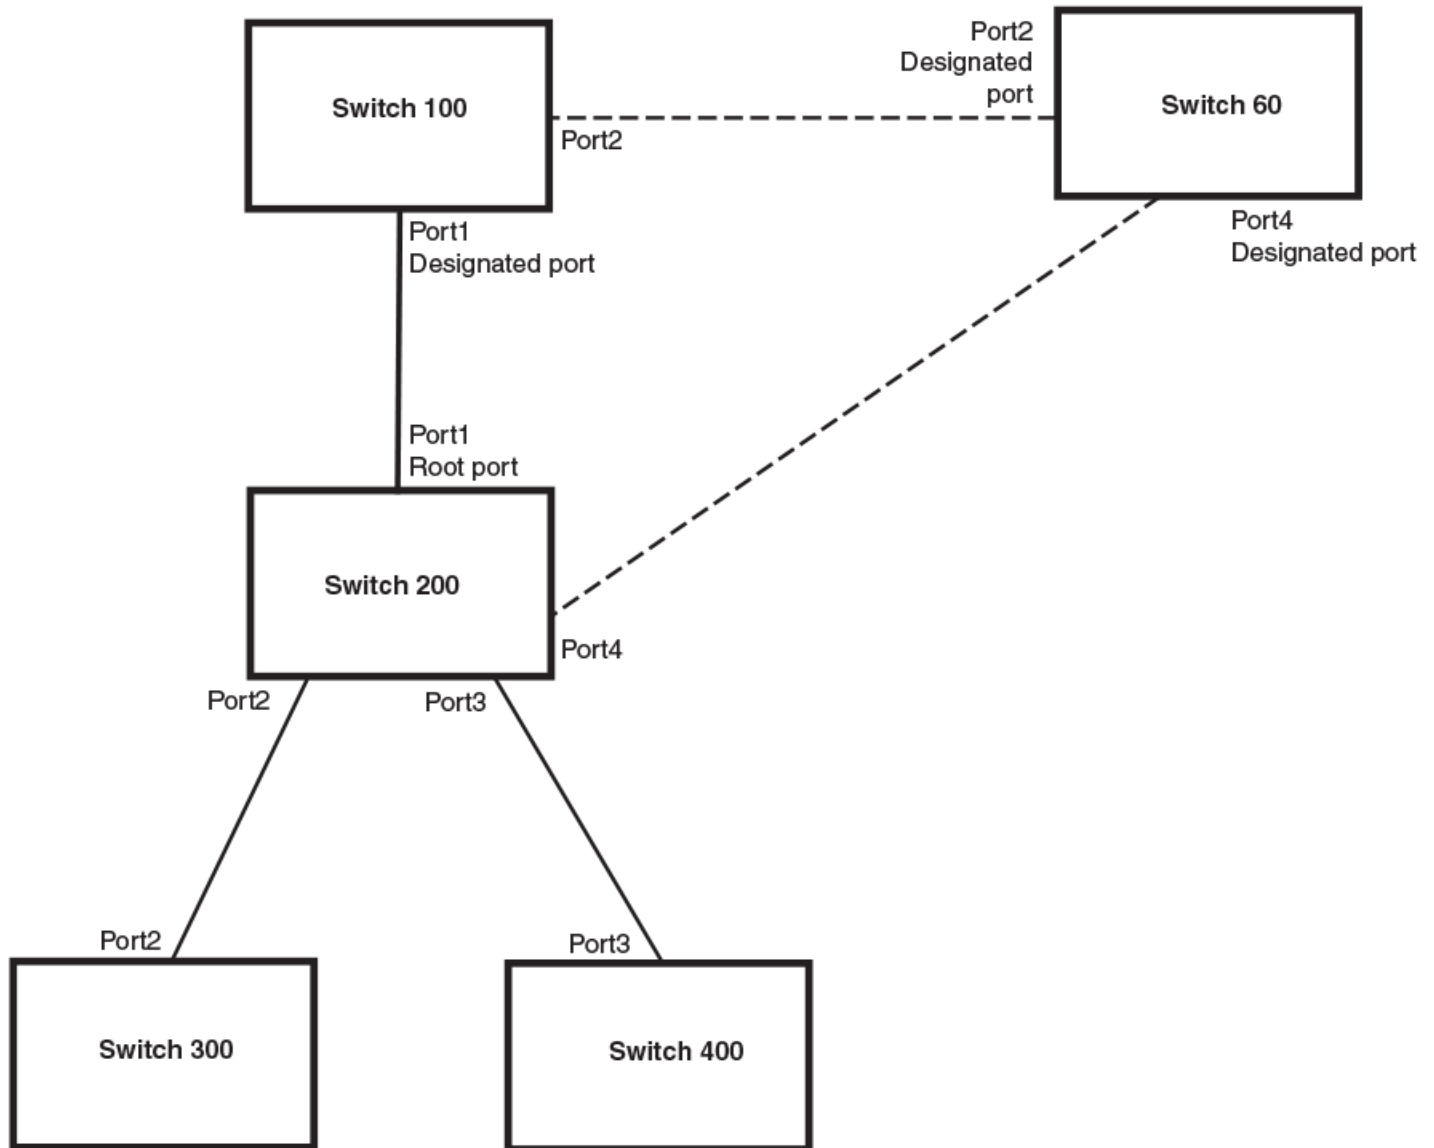 Port2
Designated
port
Switch 100
Switch 60
Port2
Port1
Designated port
Port4
Designated port
Port1
Root port
Switch 200
Port4
Port2
Port3
Port2
Port3
Switch 300
Switch 400